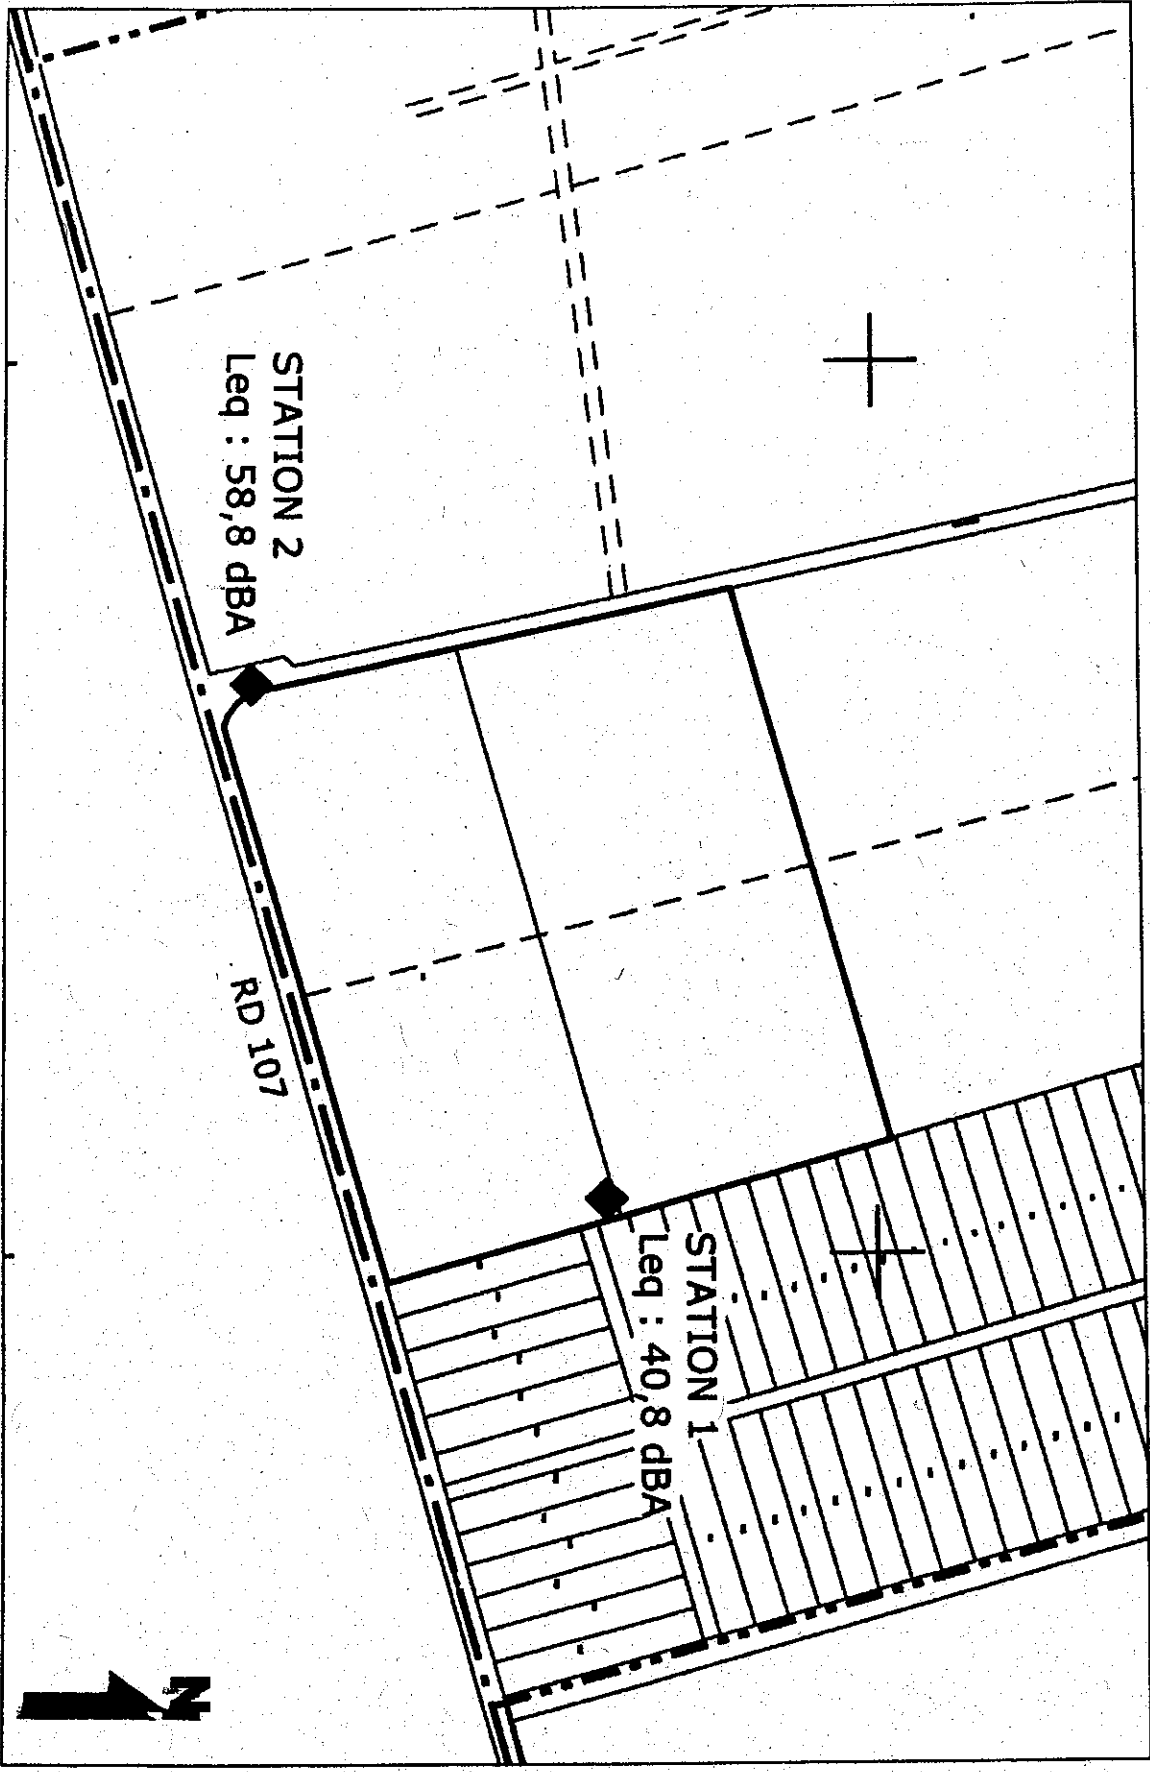 STATION 2
Leq : 58,8 dBA
STATION 1
Leq : 40,8 dBA
RD 107
N